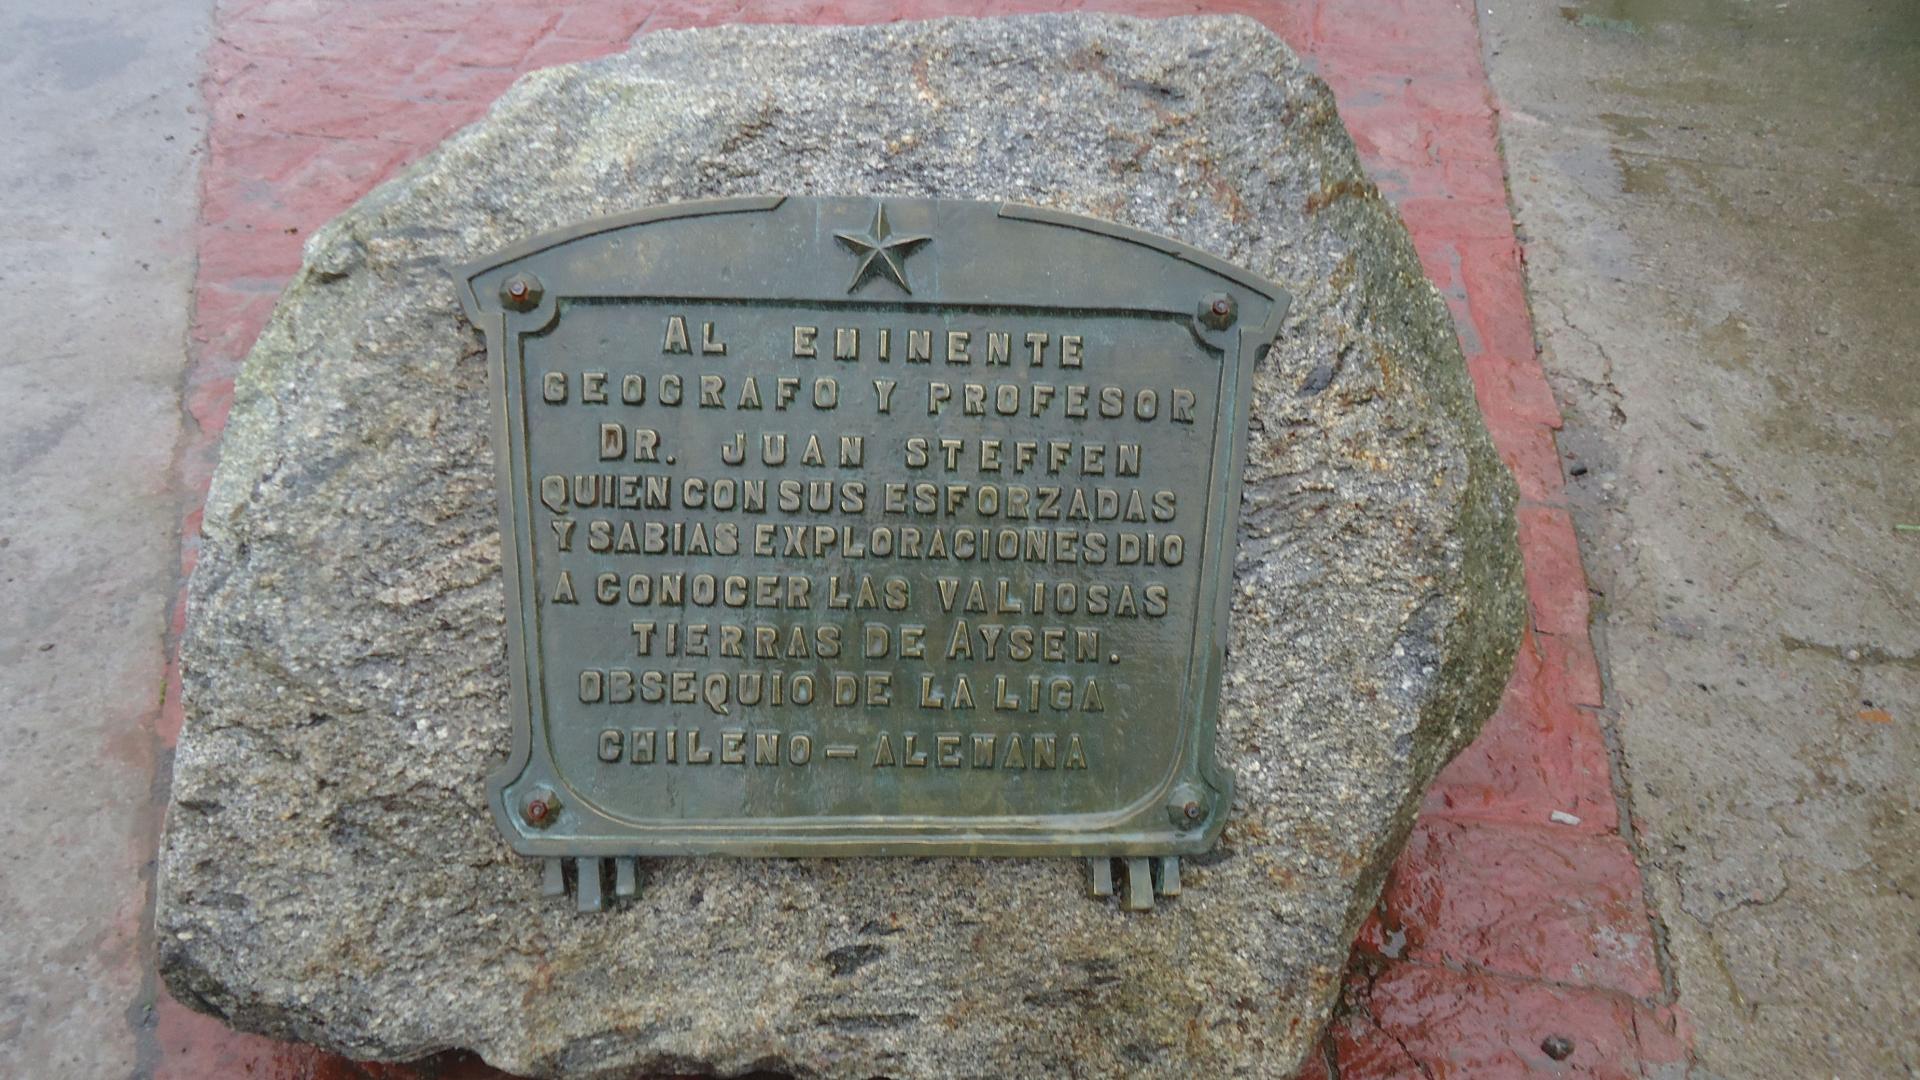 AL EMINENTE
GEOGRAFO Y PROFESOR
DR. JUAN STEFFEN
QUIEN CON SUS ESFORZADAS
Y SABIAS EXPLORACIONES DIO
A CONOCER LAS VALIOSAS
TIERRAS DE AYSEN.
OBSEQUIO DE LA LIGA
CHILENO-ALEMANA